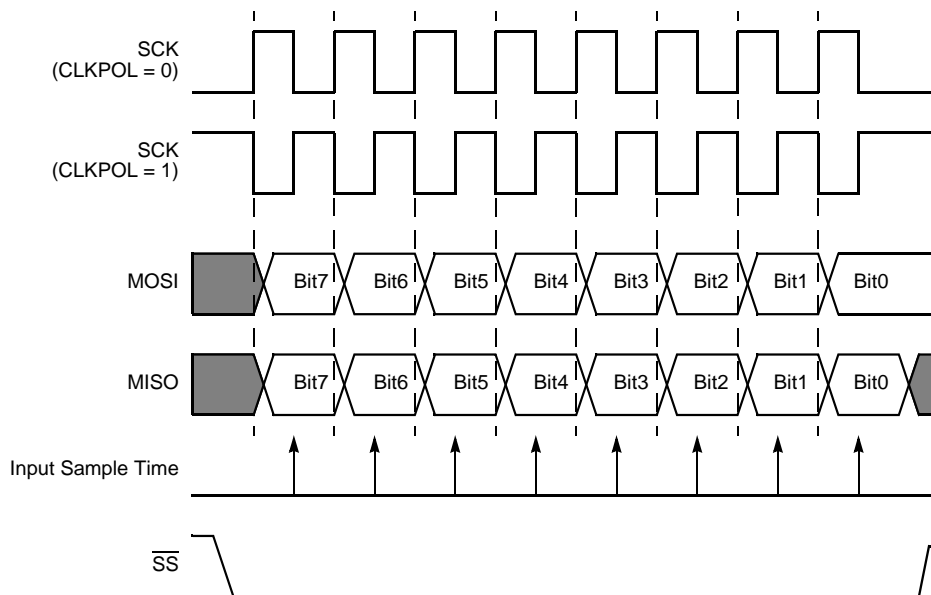 SCK
(CLKPOL = 0)
SCK
(CLKPOL = 1)
MOSI
Bit7 Bit6 Bit5 Bit4 Bit3 Bit2 Bit1 Bit0
MISO
Bit7 Bit6 Bit5 Bit4 Bit3 Bit2 Bit1 Bit0
Input Sample Time
SS